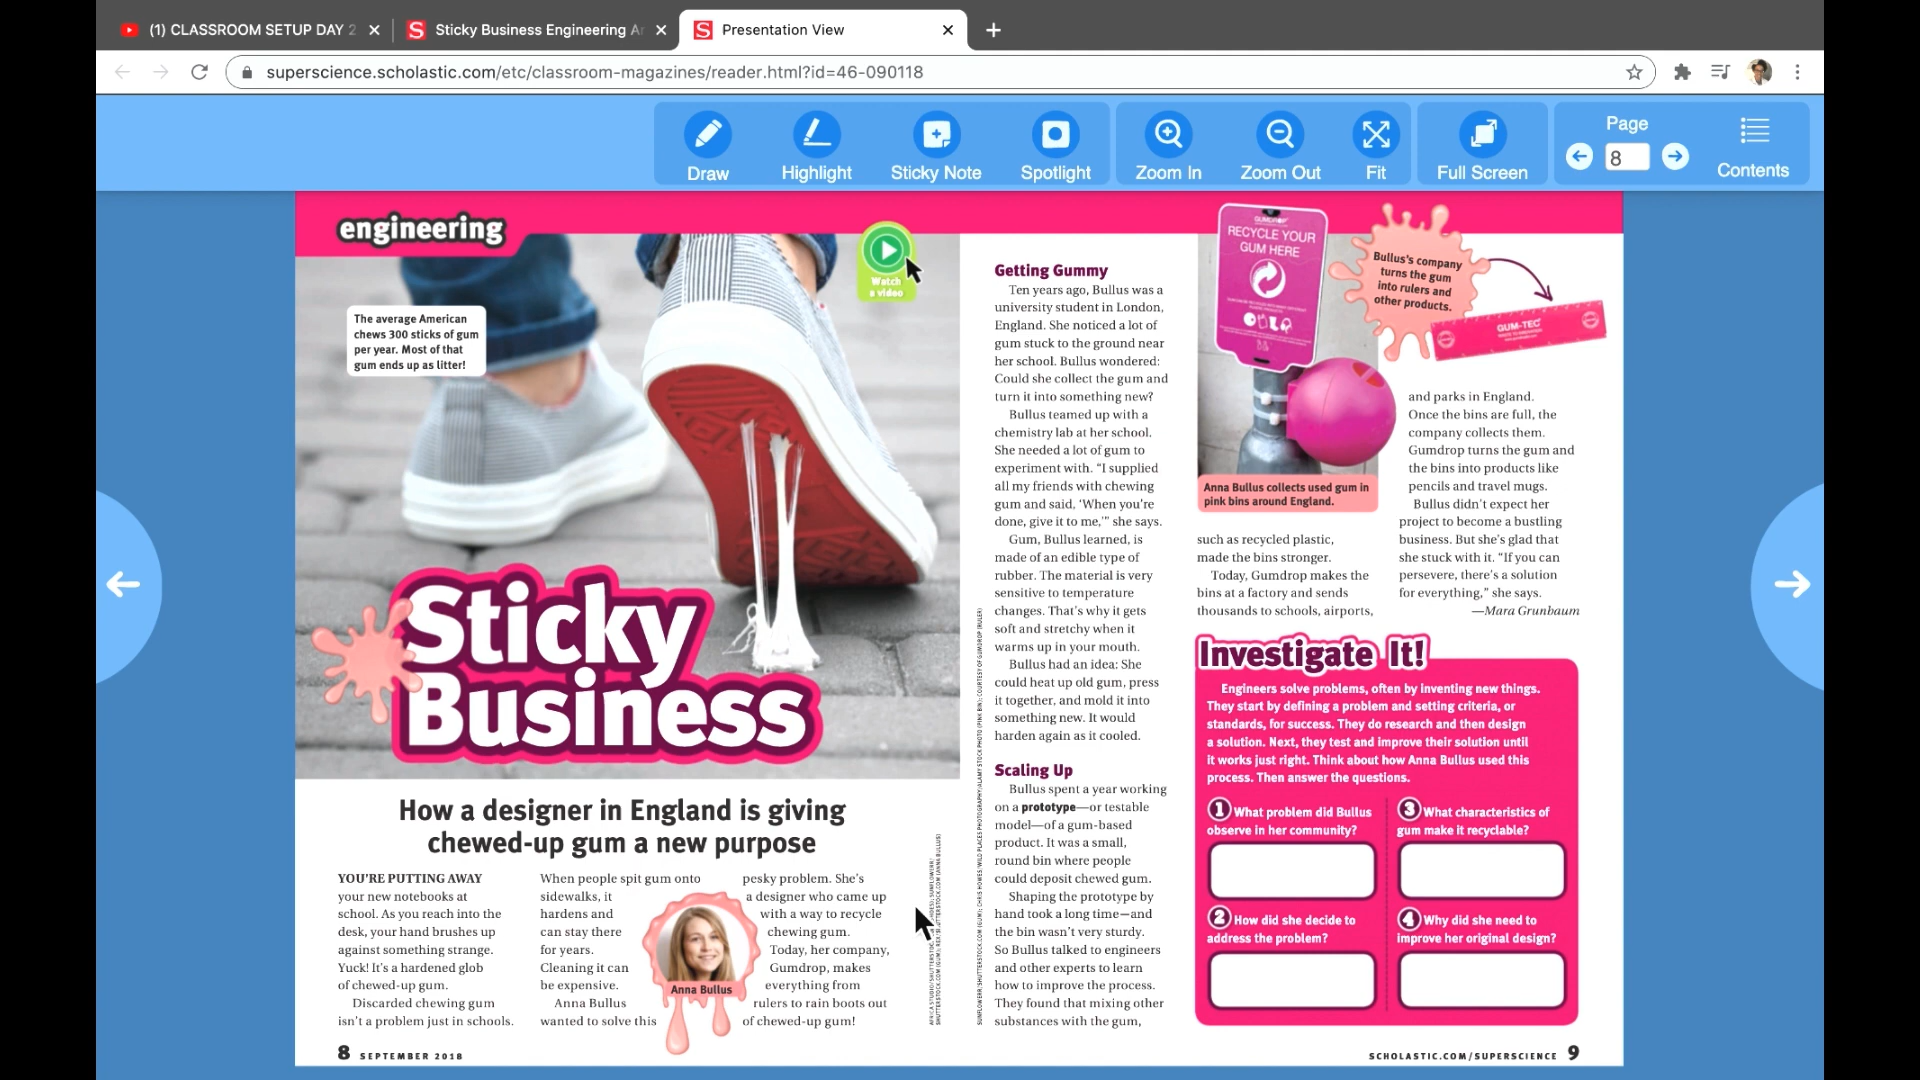 (1) CLASSROOM SETUP DAY 2
Sticky Business Engineering Ar
Presentation View
superscience.scholastic.com/etc/classroom-magazines/reader.html?id=46-090118
Draw
Highlight
Sticky Note
Spotlight
Zoom In
Zoom Out
Fit
Full Screen
Page
8
Contents
engineering
Watch
a video
The average American
chews 300 sticks of gum
per year. Most of that
gum ends up as litter!
Sticky
Business
How a designer in England is giving
chewed-up gum a new purpose
YOU'RE PUTTING AWAY
your new notebooks at
school. As you reach into the
desk, your hand brushes up
against something strange.
Yuck! It's a hardened glob
of chewed-up gum.
Discarded chewing gum
isn't a problem just in schools.
When people spit gum onto
sidewalks, it
hardens and
can stay there
for years.
Cleaning it can
be expensive.
Anna Bullus
wanted to solve this
Anna Bullus
pesky problem. She's
a designer who came up
with a way to recycle
chewing gum.
Today, her company,
Gumdrop, makes
everything from
rulers to rain boots out
of chewed-up gum!
8 SEPTEMBER 2018
Getting Gummy
Ten years ago, Bullus was a
university student in London,
England. She noticed a lot of
gum stuck to the ground near
her school. Bullus wondered:
Could she collect the gum and
turn it into something new?
Bullus teamed up with a
chemistry lab at her school.
She needed a lot of gum to
experiment with. “I supplied
all my friends with chewing
gum and said, ‘When you're
done, give it to me,’” she says.
Gum, Bullus learned, is
made of an edible type of
rubber. The material is very
sensitive to temperature
changes. That's why it gets
soft and stretchy when it
warms up in your mouth.
Bullus had an idea: She
could heat up old gum, press
it together, and mold it into
something new. It would
harden again as it cooled.
Scaling Up
Bullus spent a year working
on a prototype—or testable
model—of a gum-based
product. It was a small,
round bin where people
could deposit chewed gum.
Shaping the prototype by
hand took a long time—and
the bin wasn't very sturdy.
So Bullus talked to engineers
and other experts to learn
how to improve the process.
They found that mixing other
substances with the gum,
GUMDROP
RECYCLE YOUR
GUM HERE
Bullus's company
turns the gum
into rulers and
other products.
GUM-TEC
Anna Bullus collects used gum in
pink bins around England.
such as recycled plastic,
made the bins stronger.
Today, Gumdrop makes the
bins at a factory and sends
thousands to schools, airports,
and parks in England.
Once the bins are full, the
company collects them.
Gumdrop turns the gum and
the bins into products like
pencils and travel mugs.
Bullus didn't expect her
project to become a bustling
business. But she's glad that
she stuck with it. “If you can
persevere, there's a solution
for everything,” she says.
—Mara Grunbaum
Investigate It!
Engineers solve problems, often by inventing new things.
They start by defining a problem and setting criteria, or
standards, for success. They do research and then design
a solution. Next, they test and improve their solution until
it works just right. Think about how Anna Bullus used this
process. Then answer the questions.
1 What problem did Bullus
observe in her community?
2 How did she decide to
address the problem?
3 What characteristics of
gum make it recyclable?
4 Why did she need to
improve her original design?
SCHOLASTIC.COM/SUPERSCIENCE 9